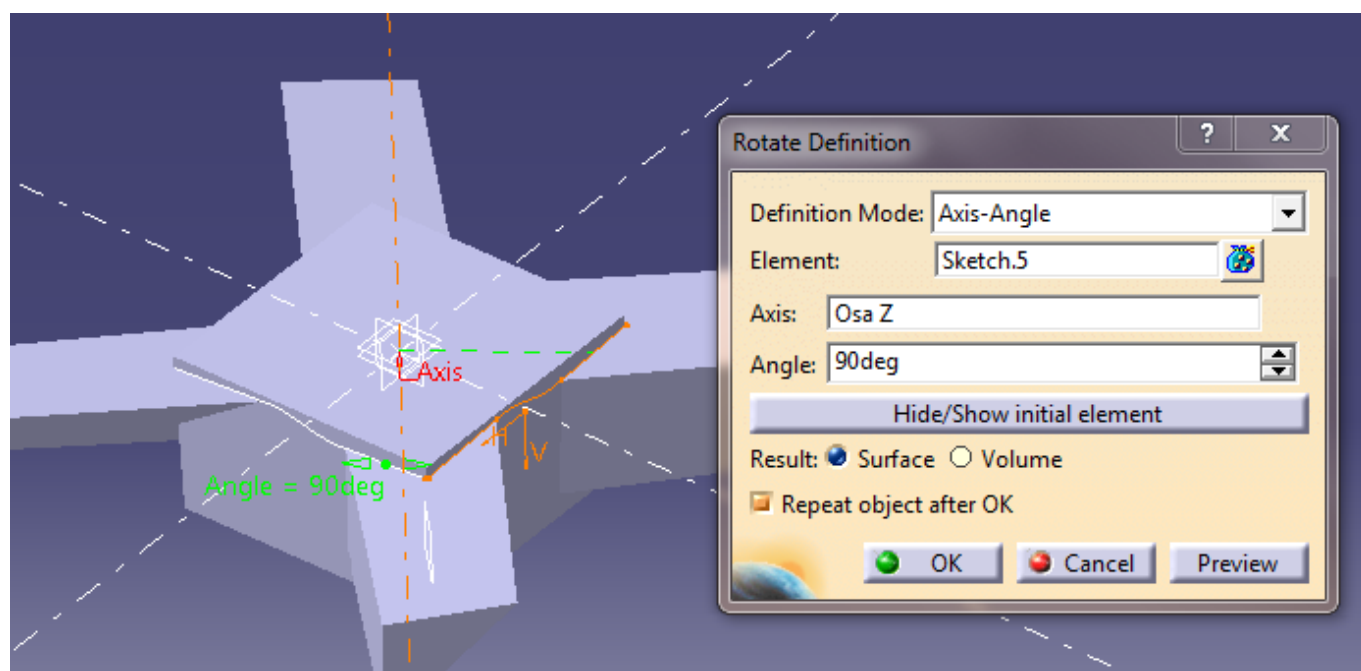 Rotate Definition
? X
Definition Mode: Axis-Angle
Element: Sketch.5
Axis: Osa Z
Angle: 90deg
Hide/Show initial element
Result: Surface Volume
Repeat object after OK
OK Cancel Preview
Axis
H
V
Angle = 90deg